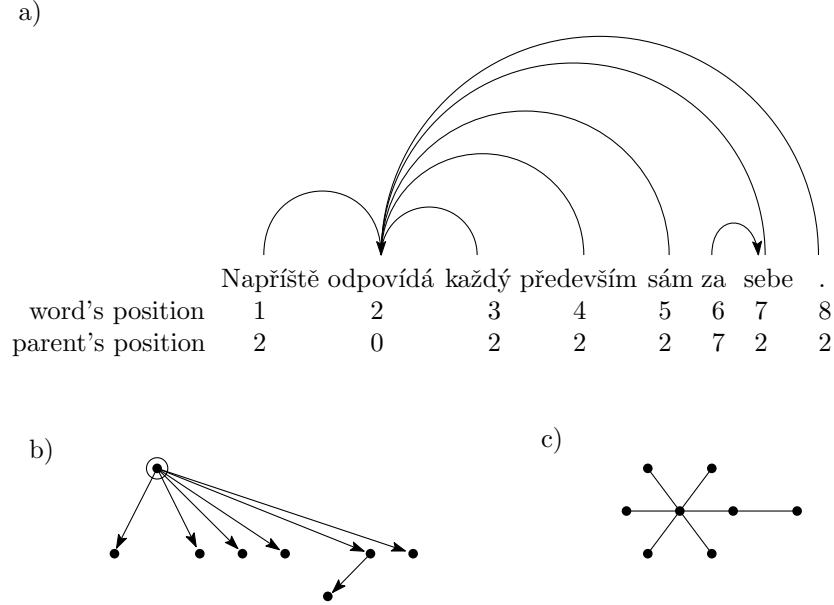 a)
Napříště odpovídá každý především sám za sebe .
word's position 1 2 3 4 5 6 7 8
parent's position 2 0 2 2 2 7 2 2
b)
c)